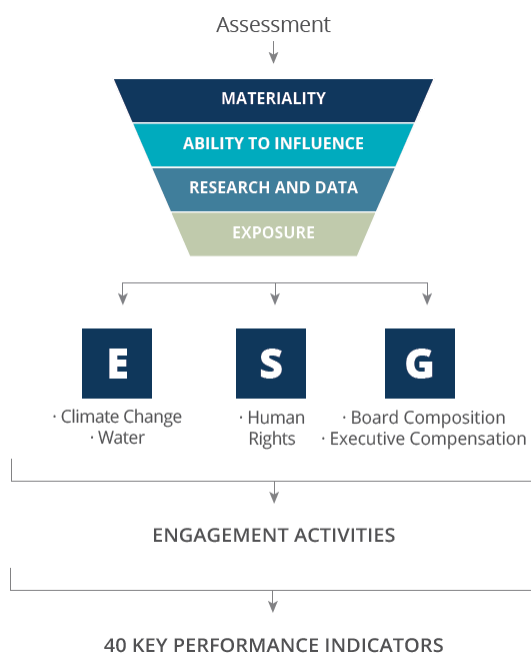 Assessment
MATERIALITY
ABILITY TO INFLUENCE
RESEARCH AND DATA
EXPOSURE
E
S
G
· Climate Change
· Water
· Human
Rights
· Board Composition
· Executive Compensation
ENGAGEMENT ACTIVITIES
40 KEY PERFORMANCE INDICATORS